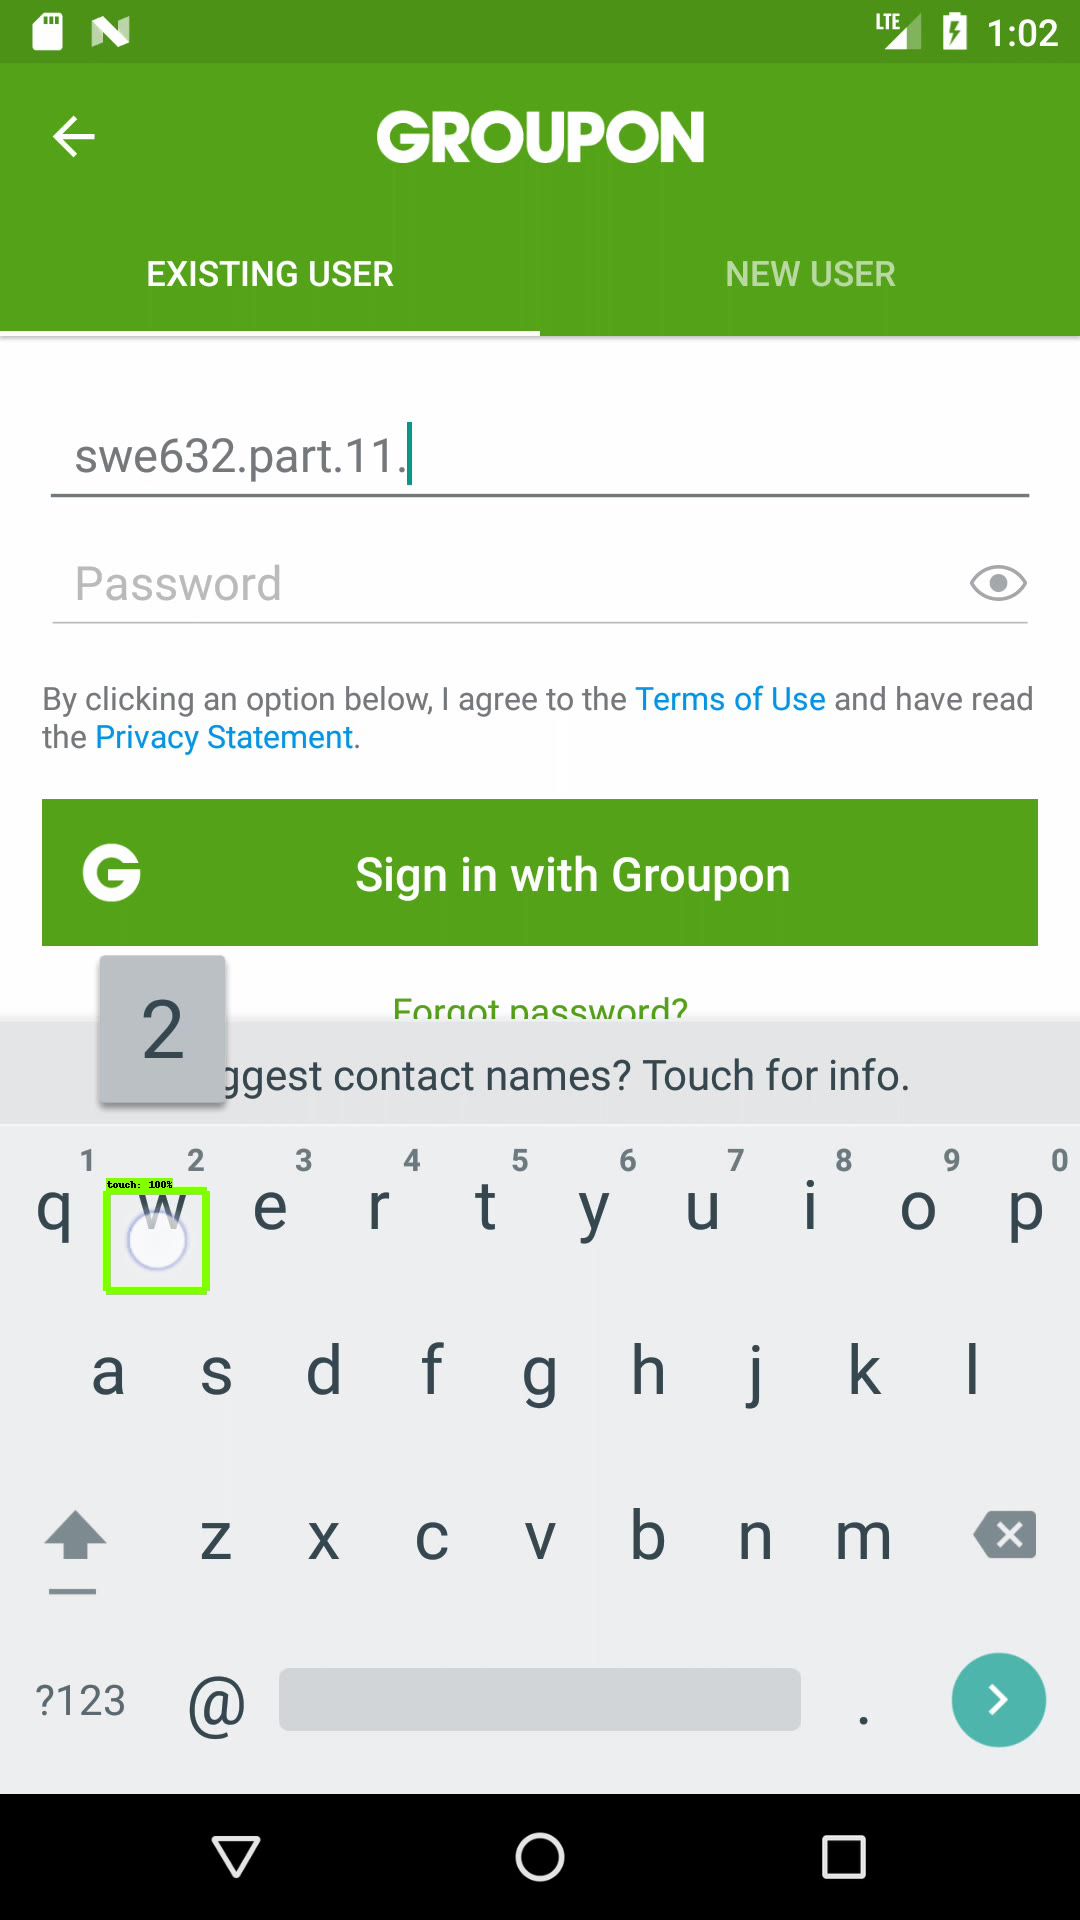 LTE 1:02
GROUPON
EXISTING USER NEW USER
swe632.part.11.
Password
By clicking an option below, I agree to the Terms of Use and have read
the Privacy Statement.
G Sign in with Groupon
Forgot password?
2
ggest contact names? Touch for info.
1 2 3 4 5 6 7 8 9 0
touch: 100%
q w e r t y u i o p
a s d f g h j k l
z x c v b n m
?123 @ .